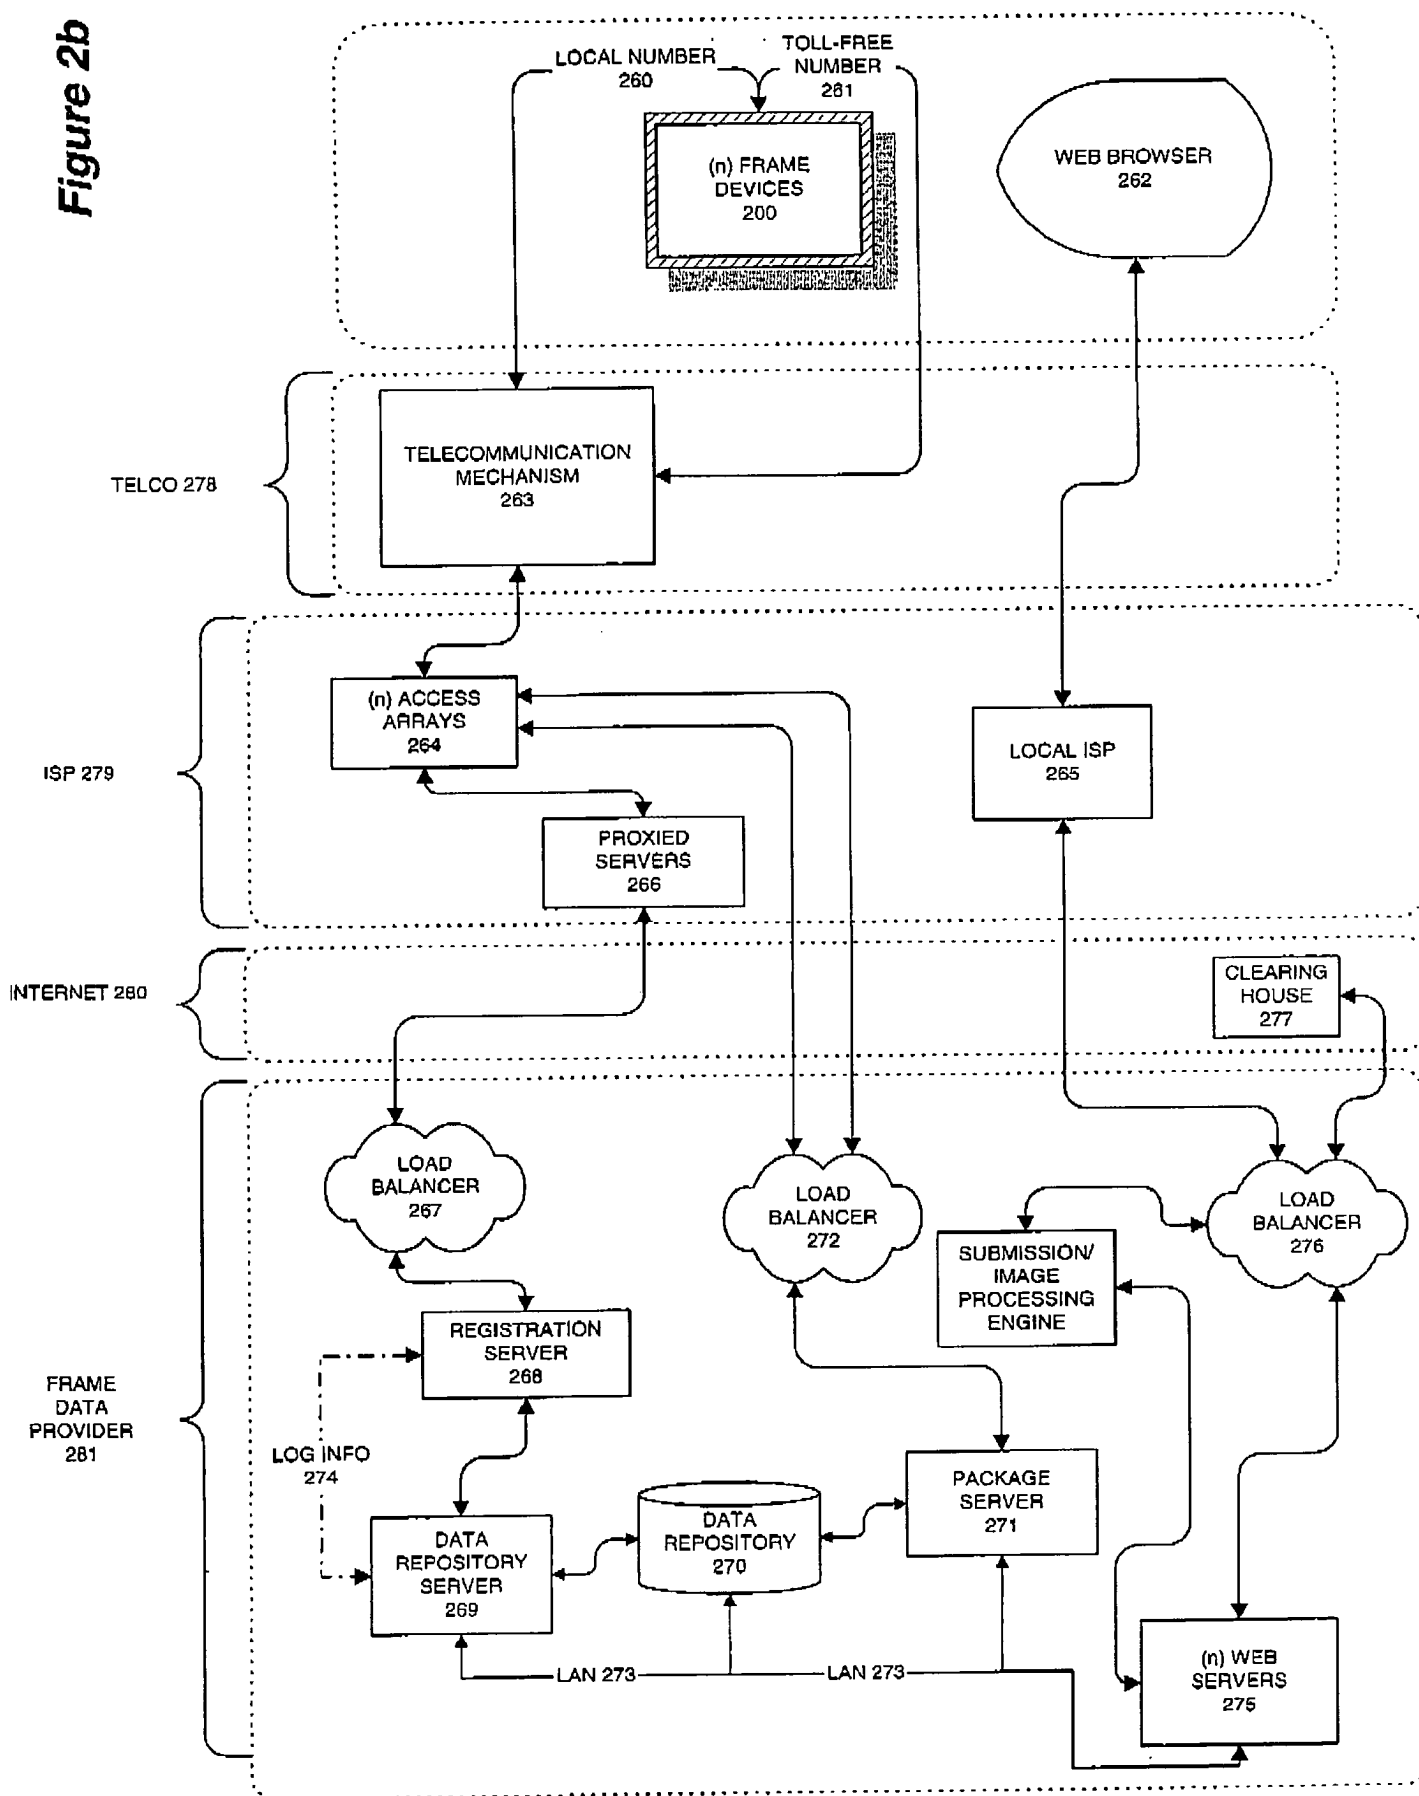 Figure 2b
LOCAL NUMBER
260
TOLL-FREE
NUMBER
261
(n) FRAME
DEVICES
200
WEB BROWSER
262
TELCO 278
TELECOMMUNICATION
MECHANISM
263
ISP 279
(n) ACCESS
ARRAYS
264
LOCAL ISP
265
PROXIED
SERVERS
266
INTERNET 280
CLEARING
HOUSE
277
LOAD
BALANCER
267
LOAD
BALANCER
272
LOAD
BALANCER
276
SUBMISSION/
IMAGE
PROCESSING
ENGINE
REGISTRATION
SERVER
268
FRAME
DATA
PROVIDER
281
LOG INFO
274
PACKAGE
SERVER
271
DATA
REPOSITORY
270
DATA
REPOSITORY
SERVER
269
LAN 273
LAN 273
(n) WEB
SERVERS
275